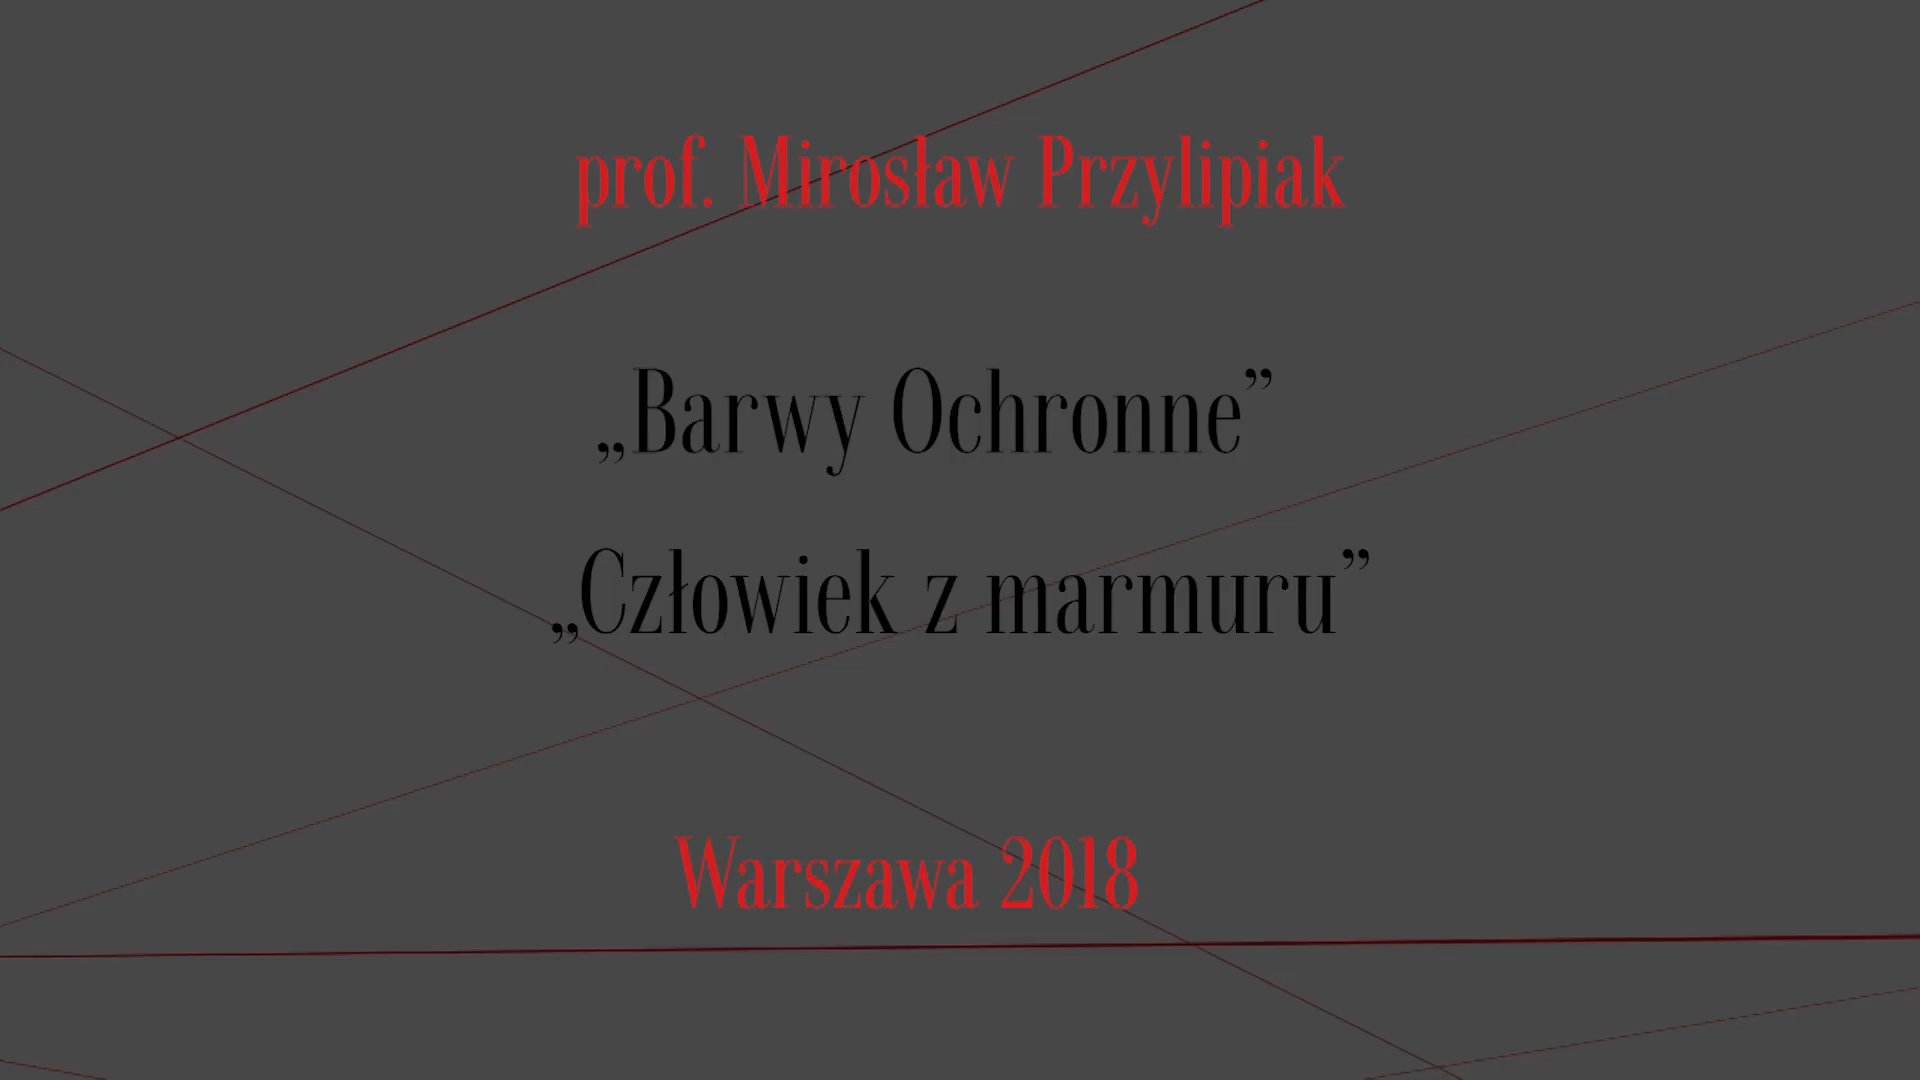 prof. Mirosław Przylipiak
„Barwy Ochronne”
„Człowiek z marmuru”
Warszawa 2018